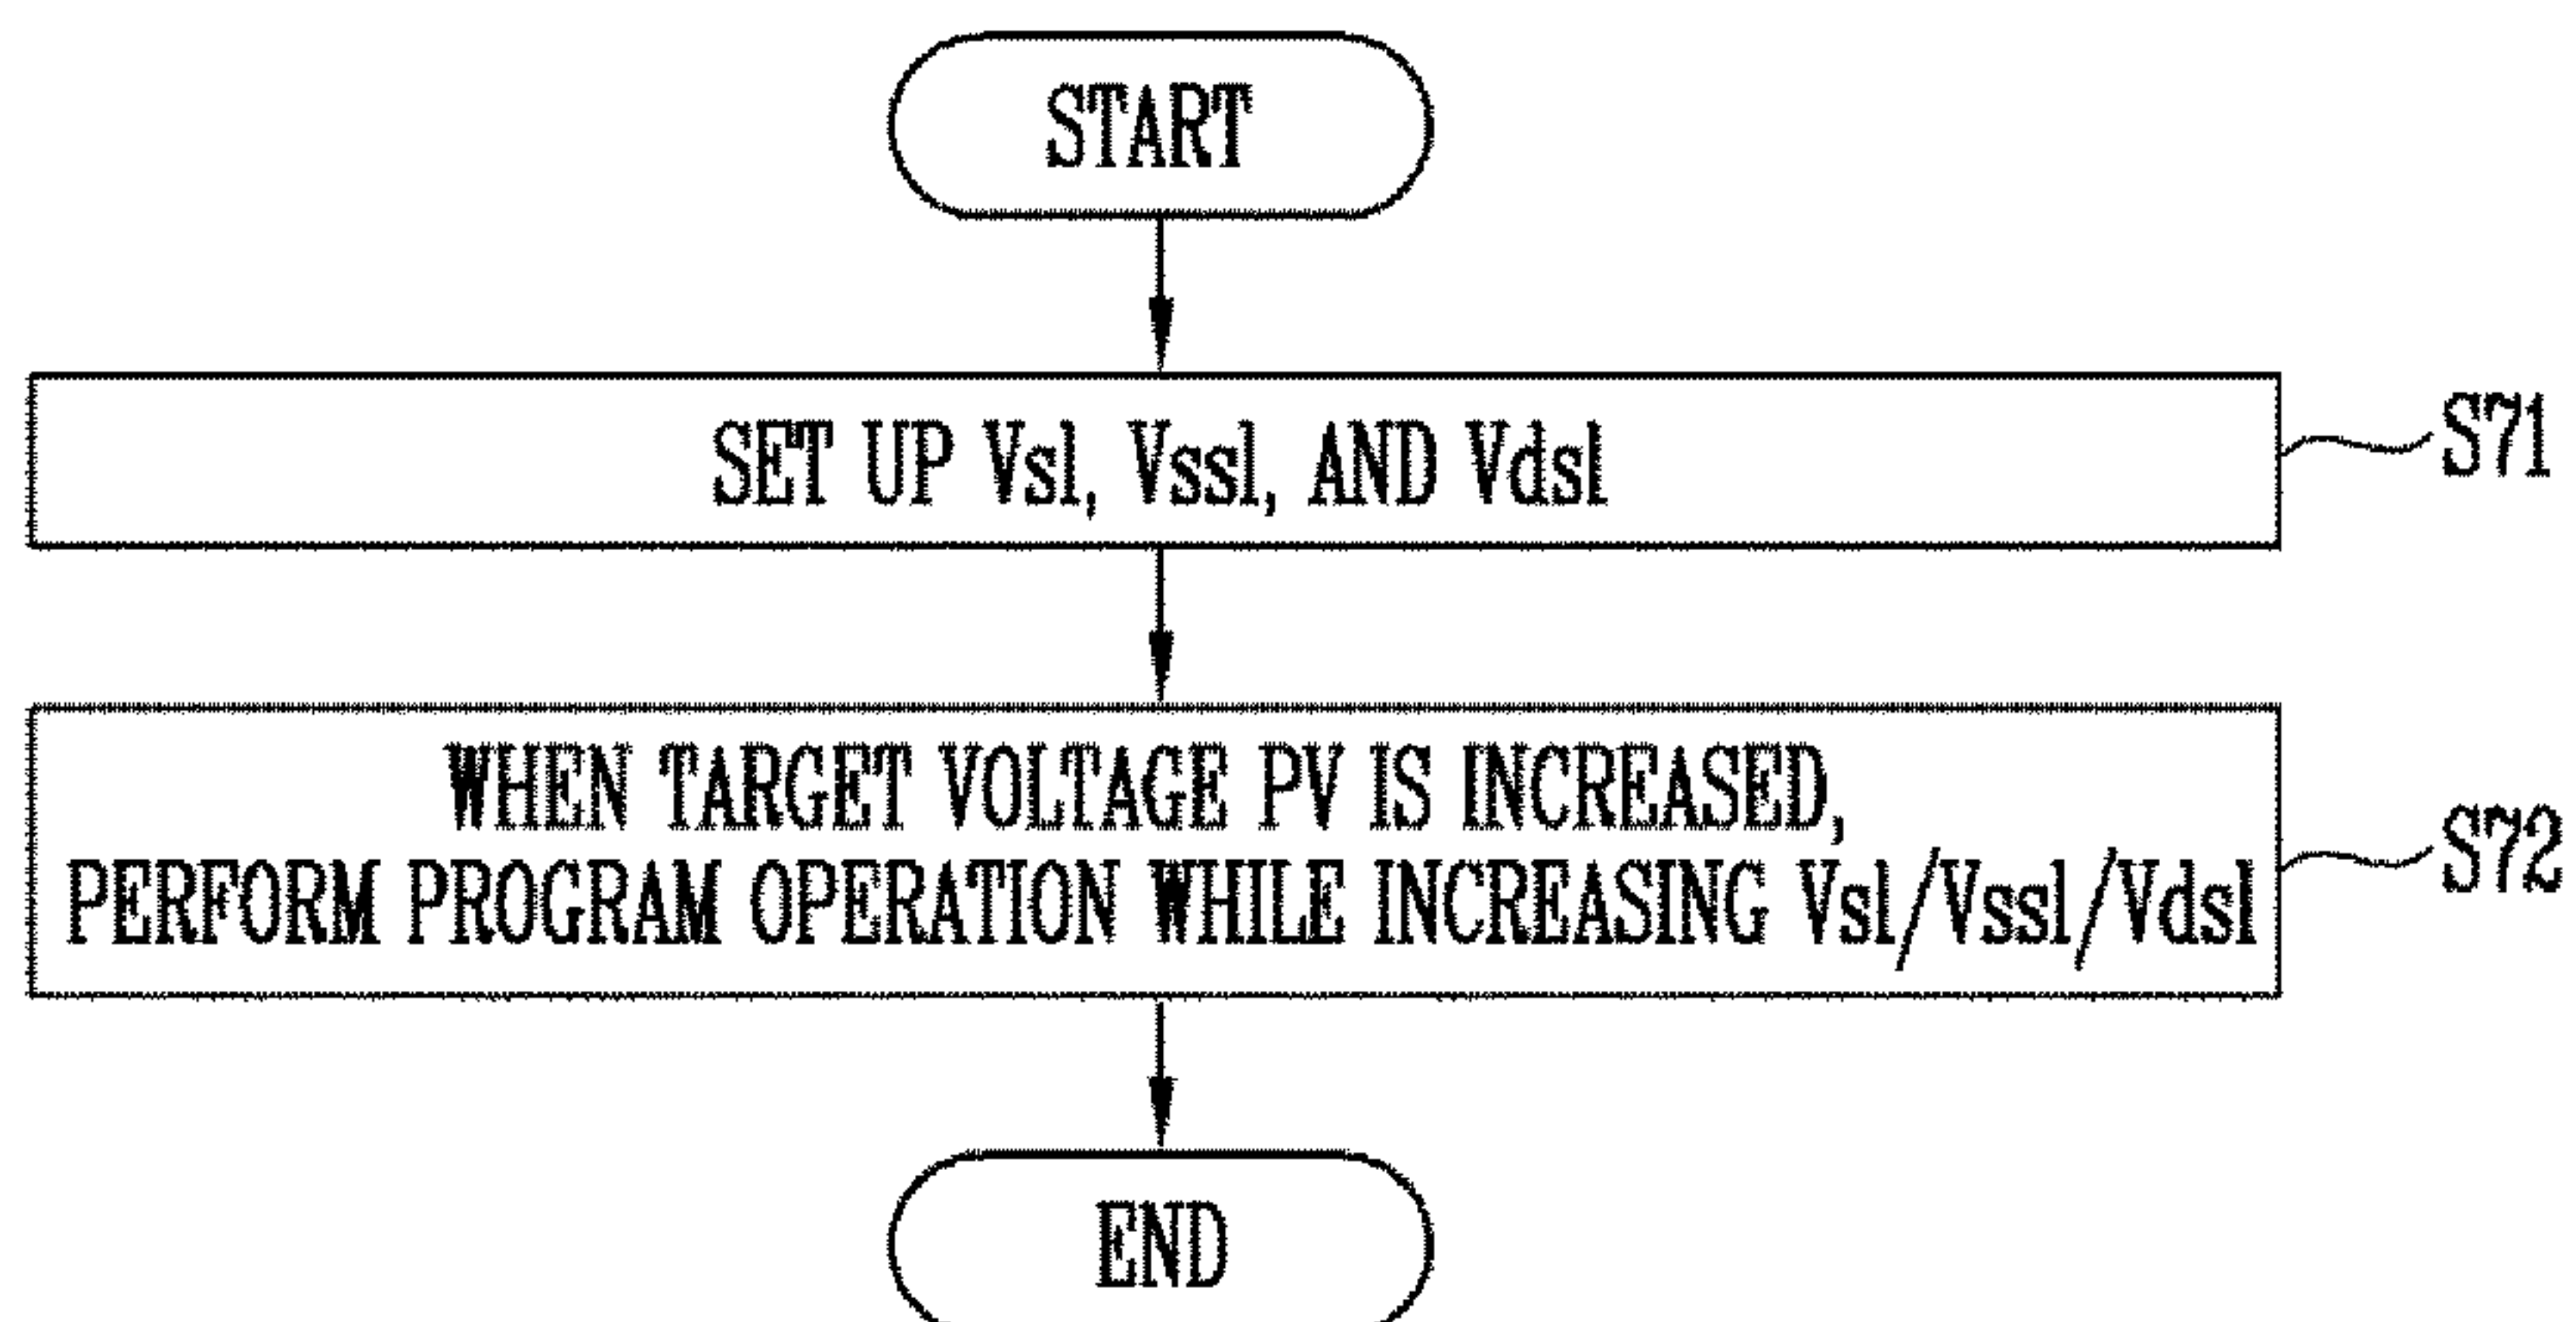 START
SET UP Vsl, Vssl, AND Vdsl
S71
WHEN TARGET VOLTAGE PV IS INCREASED,
PERFORM PROGRAM OPERATION WHILE INCREASING Vsl/Vssl/Vdsl
S72
END